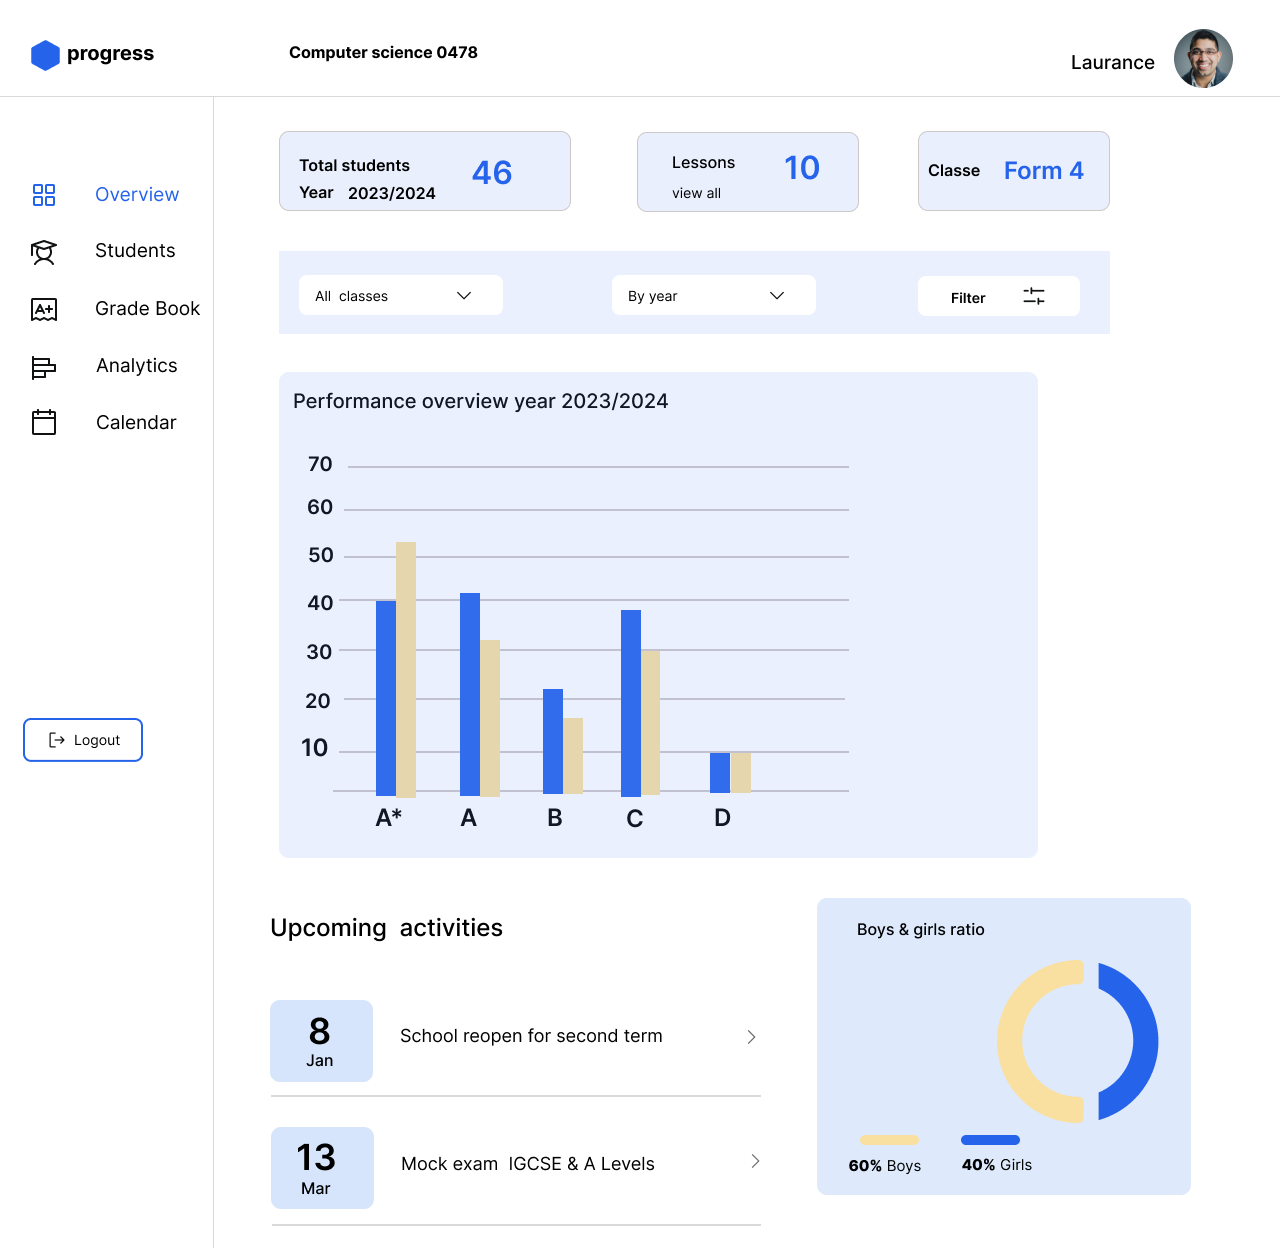 progress
Computer science 0478
Laurance
Overview
Students
A+
Grade Book
Analytics
Calendar
Logout
Total students
46
Year 2023/2024
Lessons
10
view all
Classe
Form 4
All classes
By year
Filter
Performance overview year 2023/2024
70
60
50
40
30
20
10
A* A B C D
Upcoming activities
8
Jan
School reopen for second term
13
Mar
Mock exam IGCSE & A Levels
Boys & girls ratio
60% Boys
40% Girls